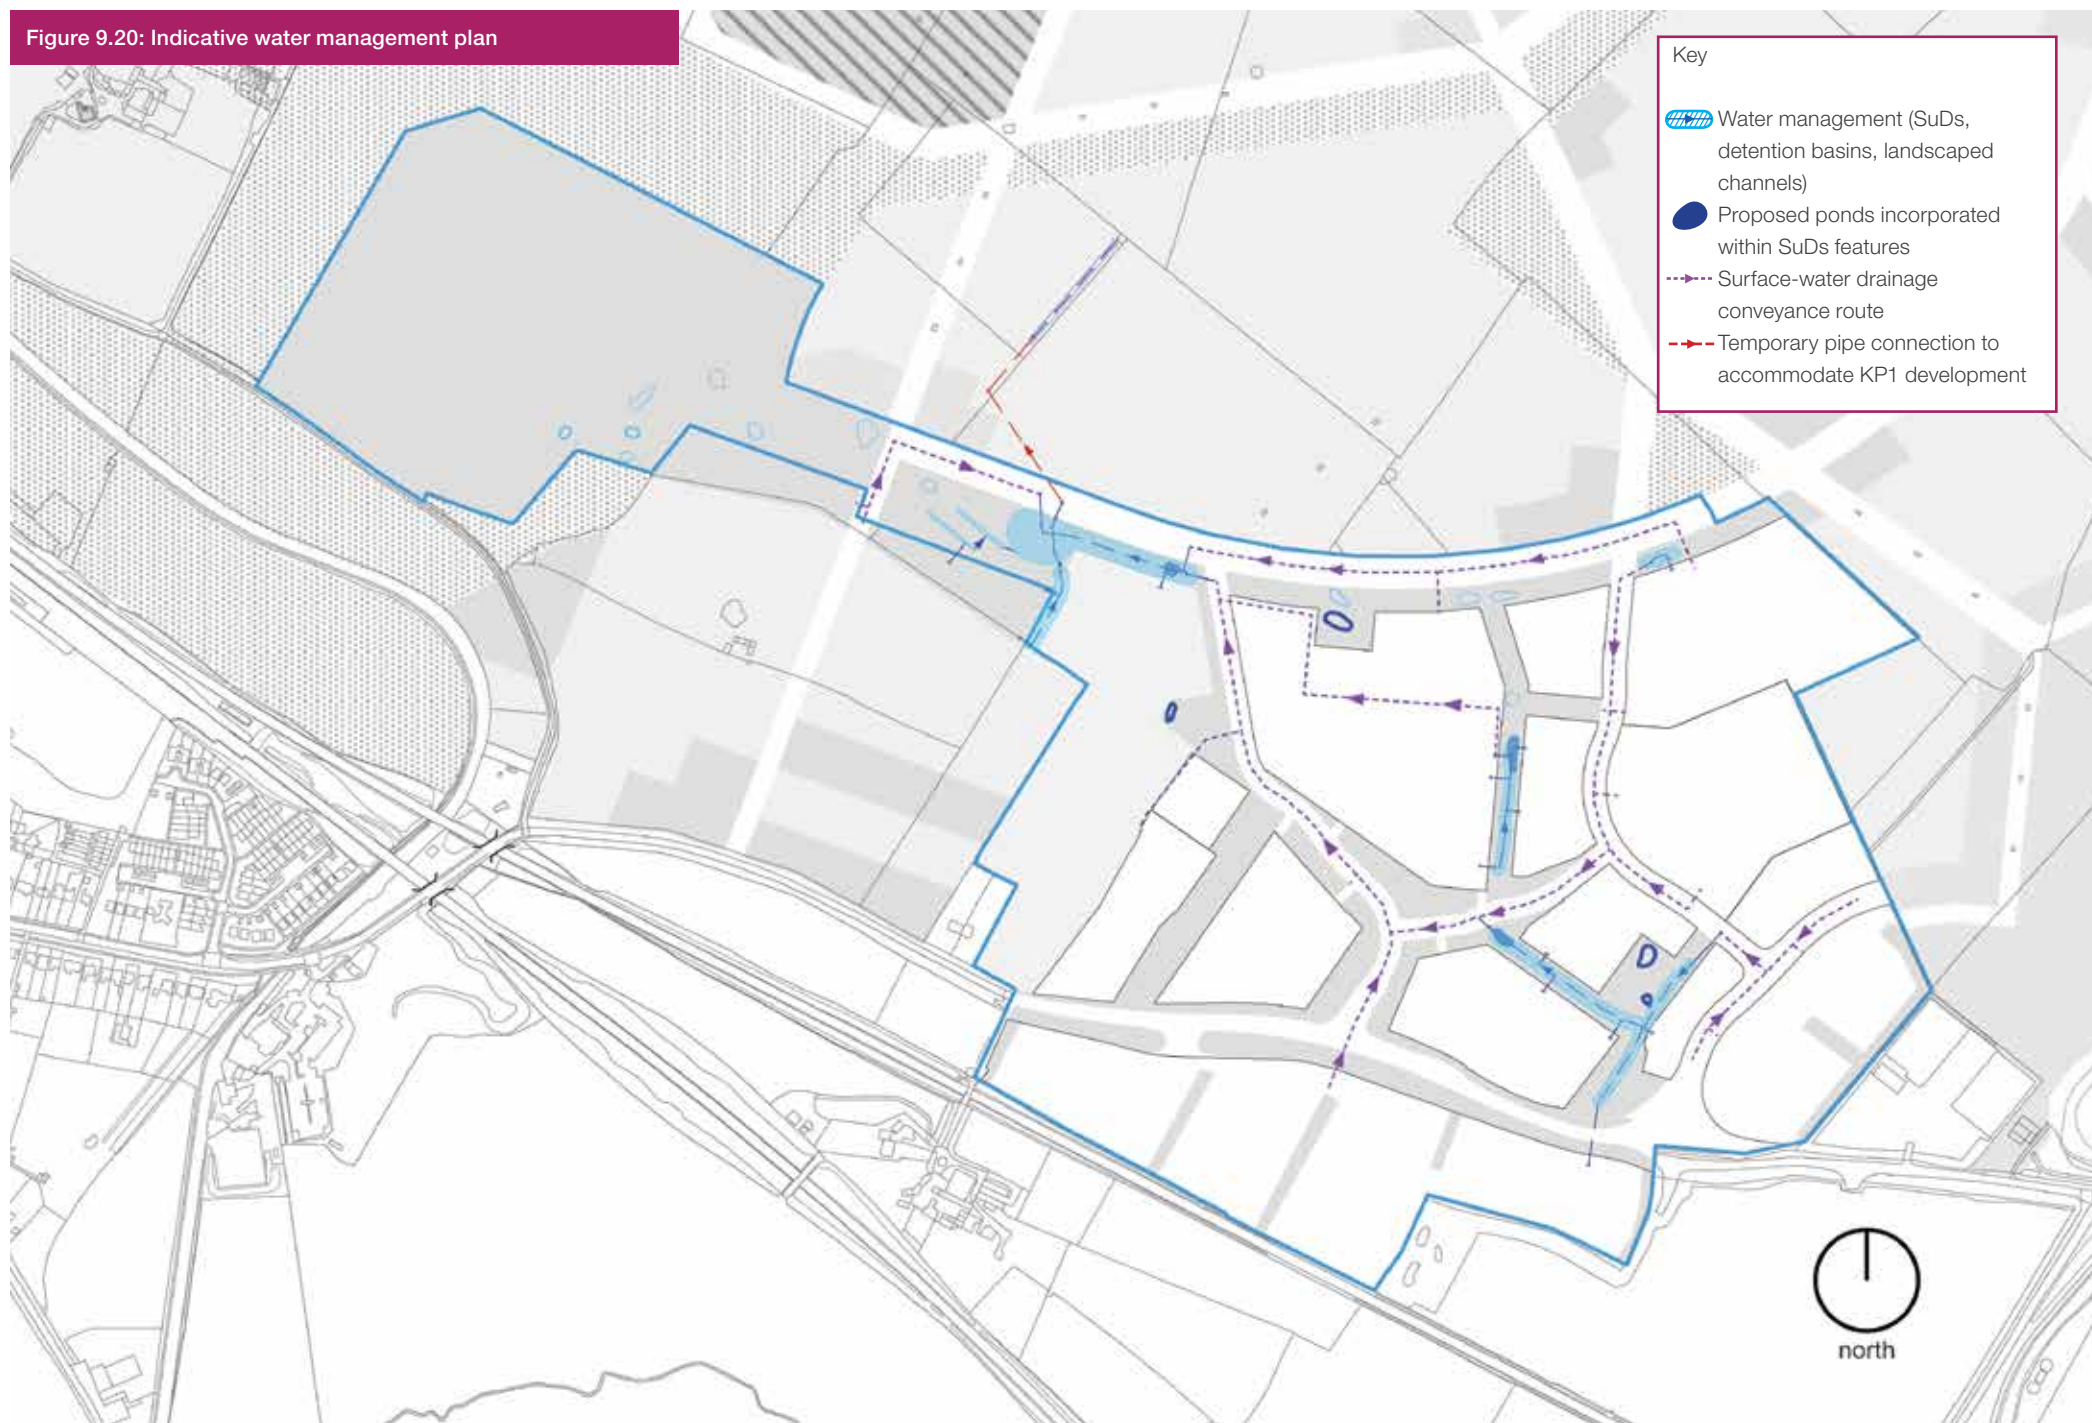 Figure 9.20: Indicative water management plan
Key
Water management (SuDs,
detention basins, landscaped
channels)
Proposed ponds incorporated
within SuDs features
Surface-water drainage
conveyance route
Temporary pipe connection to
accommodate KP1 development
north